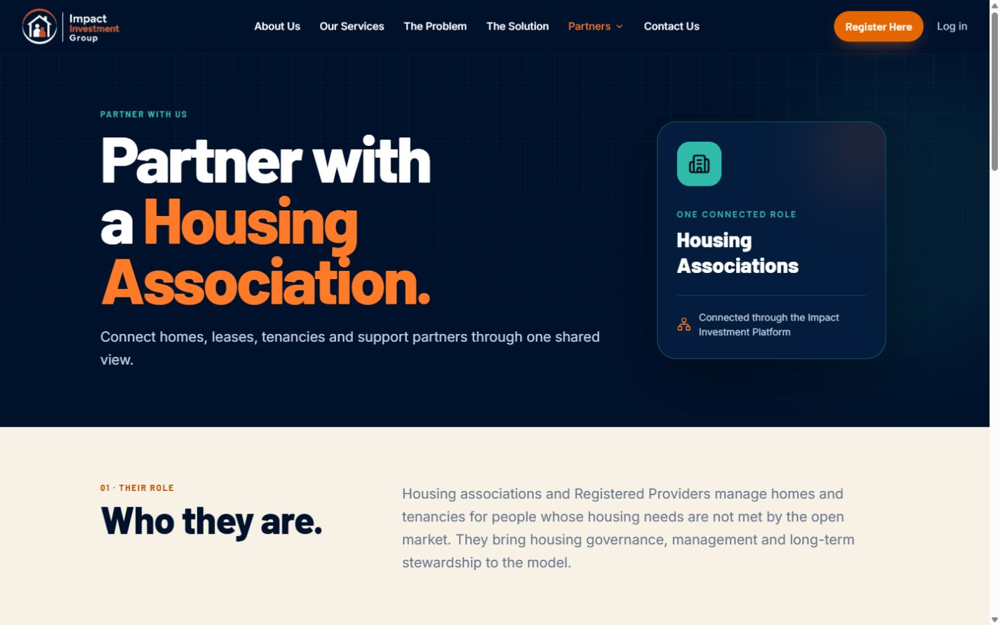 Impact
Investment
Group
About Us
Our Services
The Problem
The Solution
Partners
Contact Us
Register Here
Log in
PARTNER WITH US
Partner with
a Housing
Association.
Connect homes, leases, tenancies and support partners through one shared
view.
ONE CONNECTED ROLE
Housing
Associations
Connected through the Impact
Investment Platform
01 · THEIR ROLE
Who they are.
Housing associations and Registered Providers manage homes and
tenancies for people whose housing needs are not met by the open
market. They bring housing governance, management and long-term
stewardship to the model.